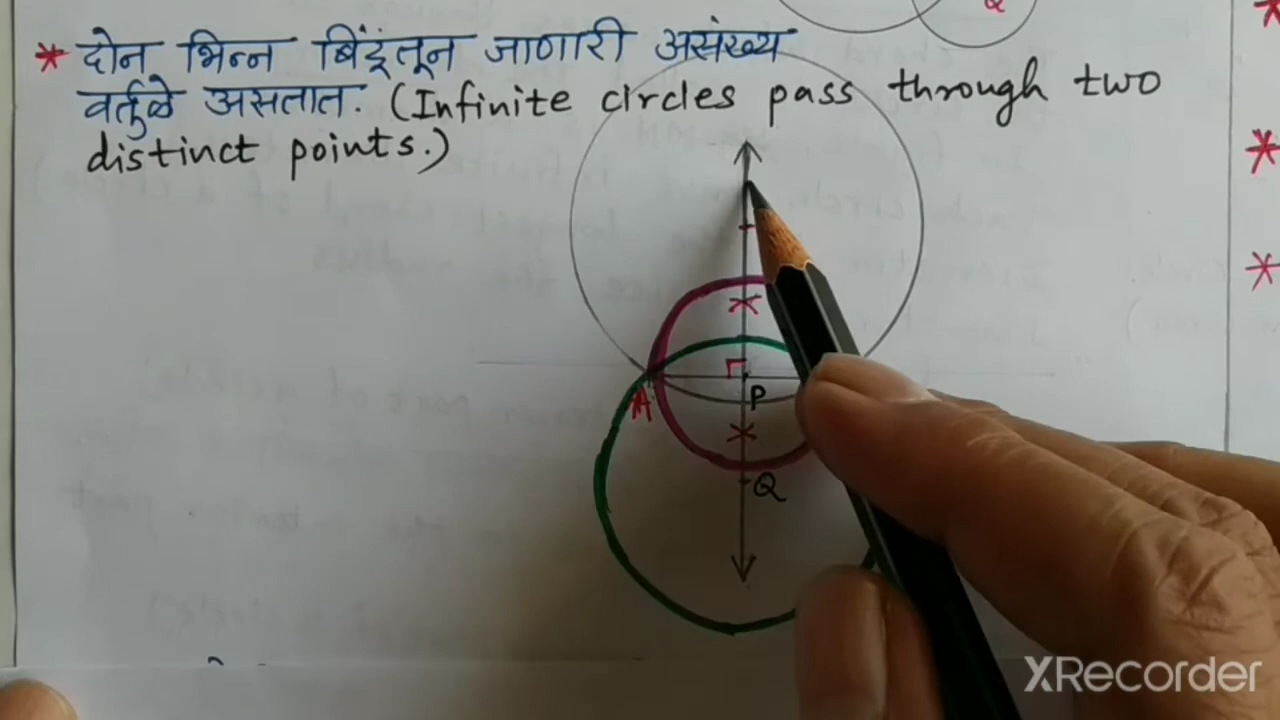 * दोन भिन्न बिंदूंतून जाणारी असंख्य
वर्तुळे असतात. (Infinite circles pass through two
distinct points.)
A
P
Q
Q
XRecorder